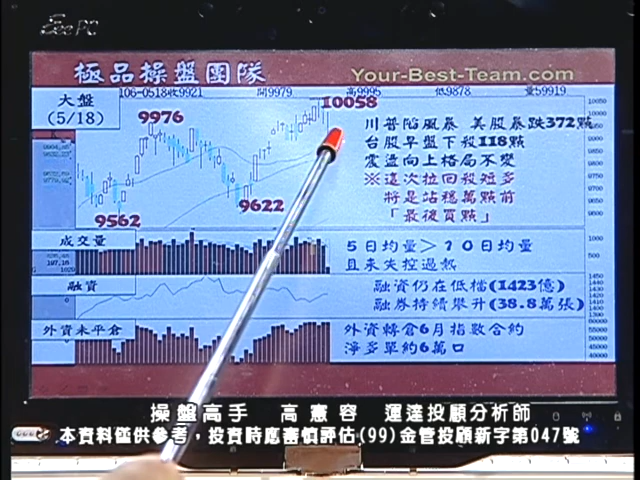 Eee PC
極品操盤團隊
Your-Best-Team.com
大盤
(5/18)
106-0518收9921 開9979 高9995 低9878 量59919
10058
9976
9562
9622
川普陷風暴 美股暴跌372點
台股早盤下殺118點
震盪向上格局不變
※這次拉回殺短多
將是站穩萬點前
「最後買點」
成交量
5日均量>10日均量
且未失控過熱
融資
融資仍在低檔(1423億)
融券持續舉升(38.8萬張)
外資未平倉
外資轉倉6月指數合約
淨多單約6萬口
操盤高手 高憲容 運達投顧分析師
本資料僅供參考，投資時應審慎評估(99)金管投顧新字第047號